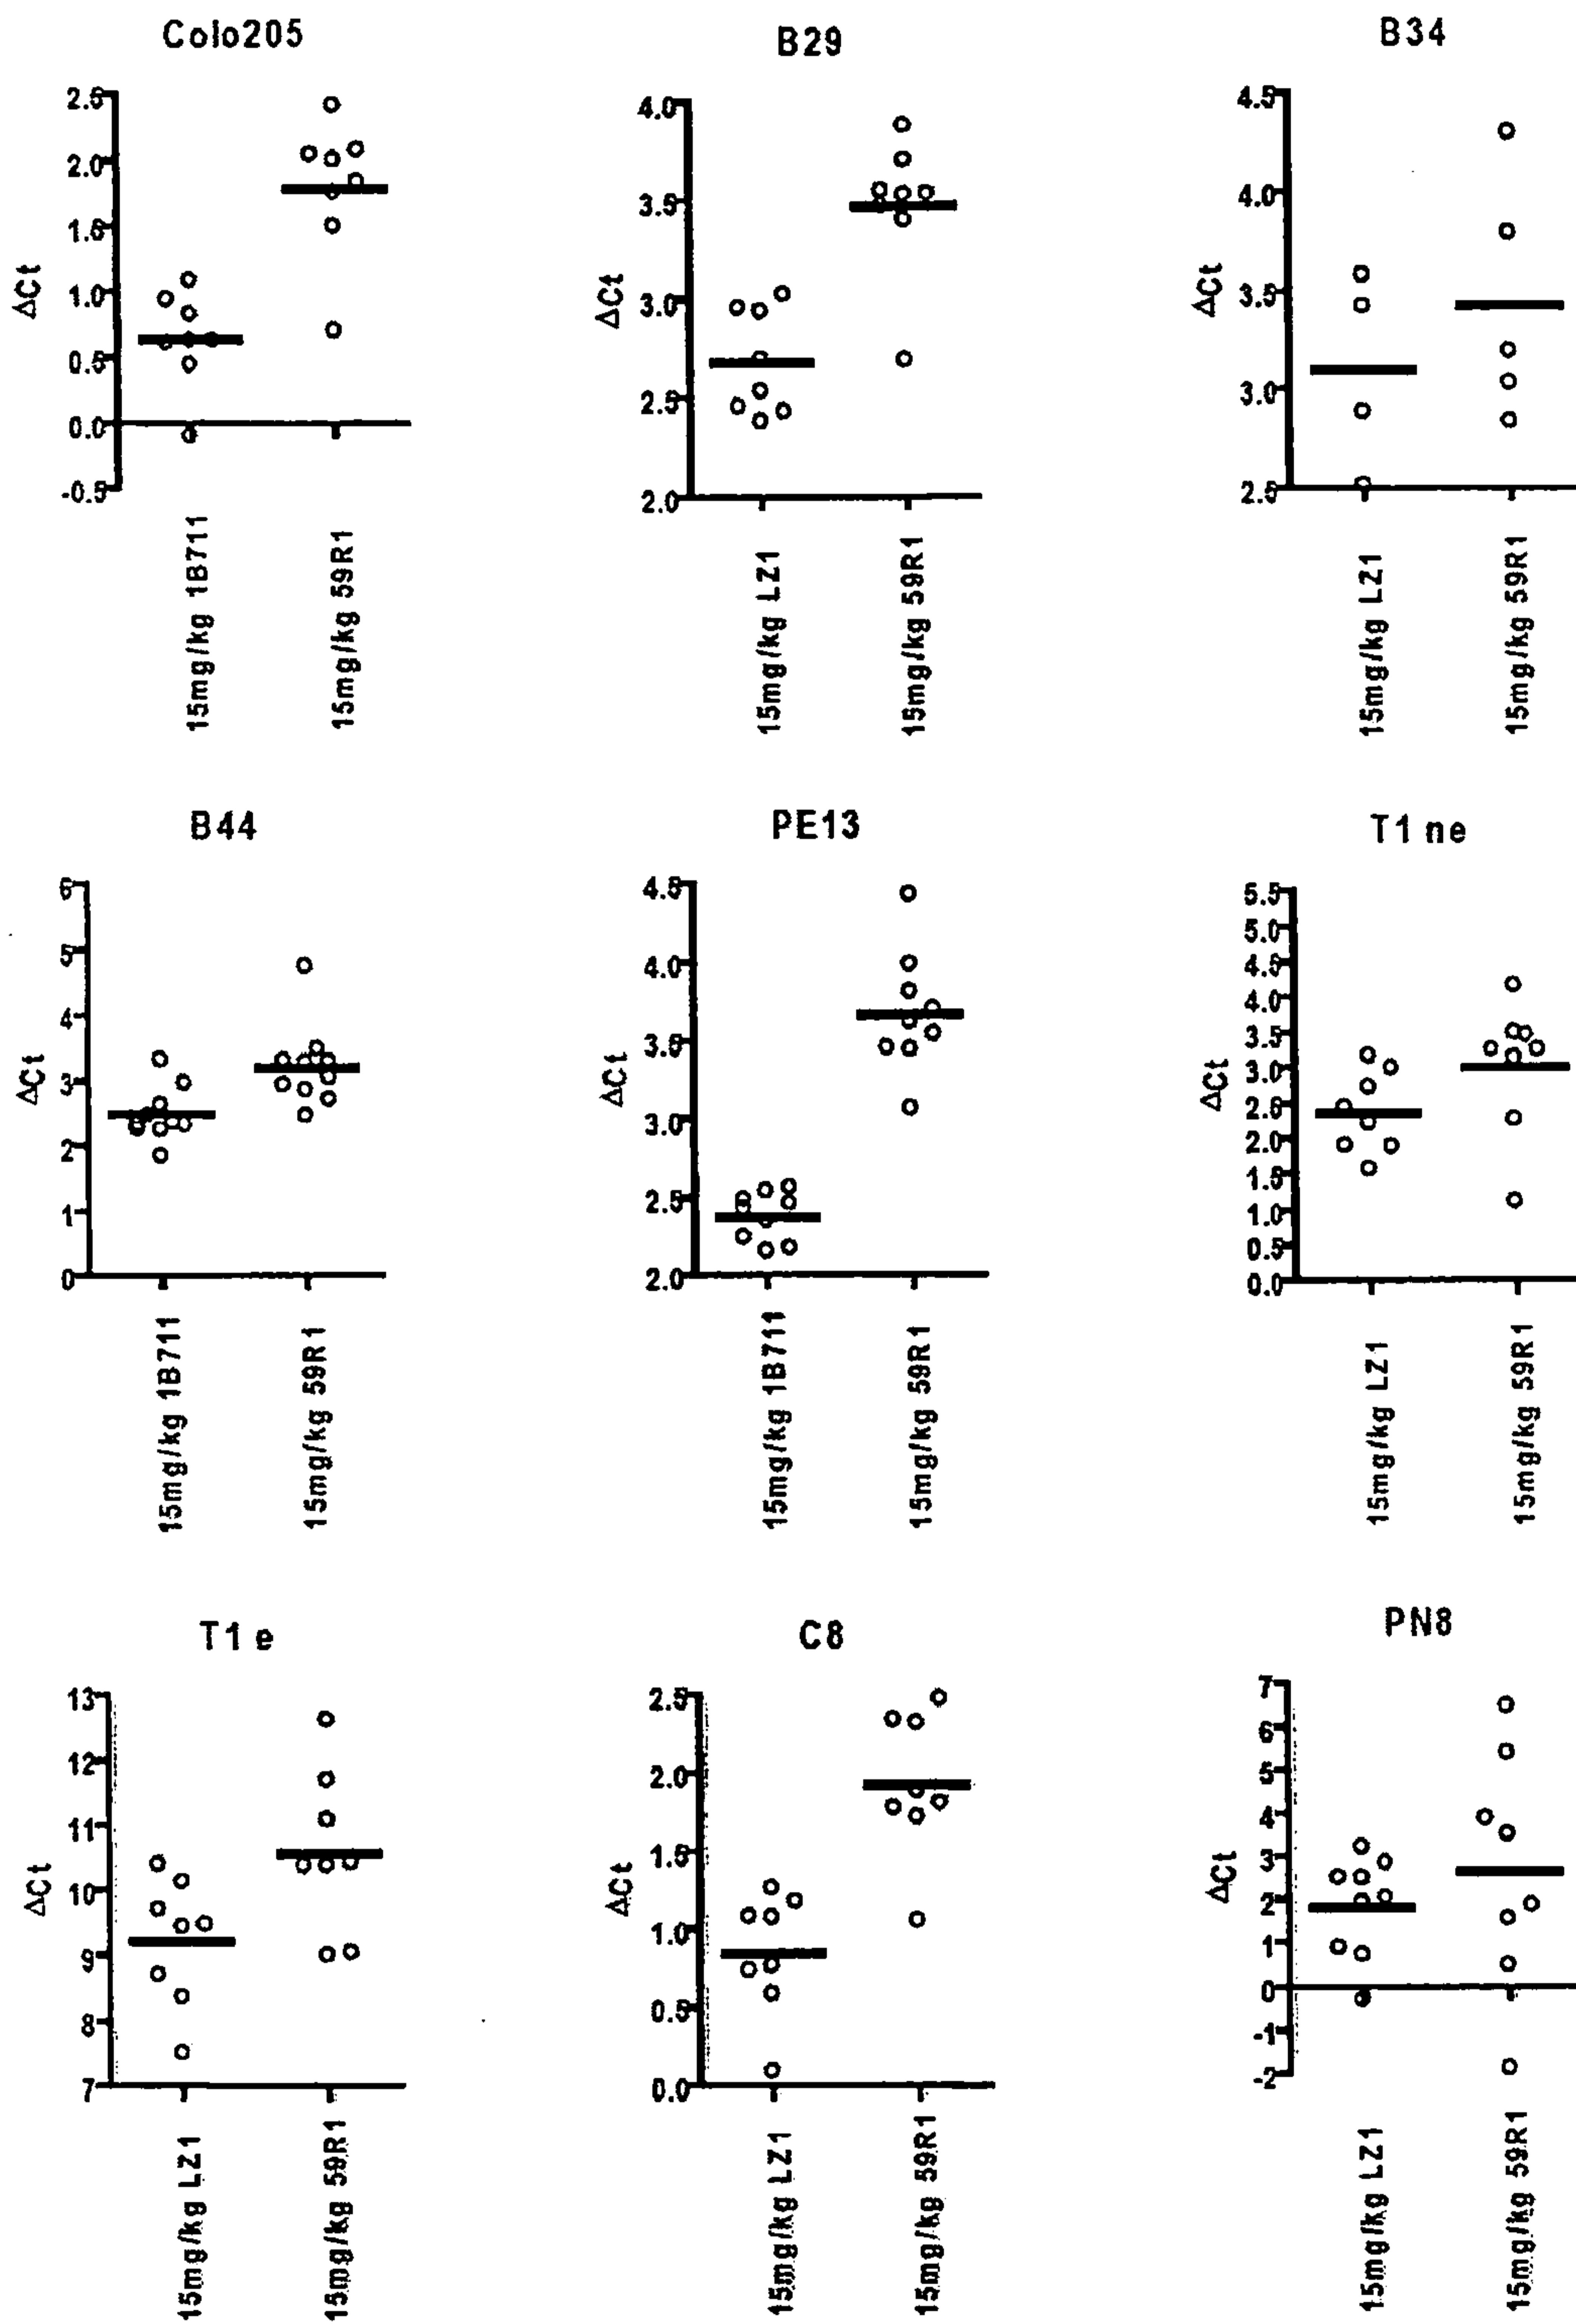 Colo205
B29
B34
2.5
2.0
1.5
1.0
0.5
0.0
-0.5
ΔCt
15mg/kg 1B711
15mg/kg 59R1
4.0
3.5
3.0
2.5
2.0
ΔCt
15mg/kg LZ1
15mg/kg 59R1
4.5
4.0
3.5
3.0
2.5
ΔCt
15mg/kg LZ1
15mg/kg 59R1
B44
PE13
T1 ne
6
5
4
3
2
1
0
ΔCt
15mg/kg 1B711
15mg/kg 59R1
4.5
4.0
3.5
3.0
2.5
2.0
ΔCt
15mg/kg 1B711
15mg/kg 59R1
5.5
5.0
4.5
4.0
3.5
3.0
2.5
2.0
1.5
1.0
0.5
0.0
ΔCt
15mg/kg LZ1
15mg/kg 59R1
T1 e
C8
PN8
13
12
11
10
9
8
7
ΔCt
15mg/kg LZ1
15mg/kg 59R1
2.5
2.0
1.5
1.0
0.5
0.0
ΔCt
15mg/kg LZ1
15mg/kg 59R1
7
6
5
4
3
2
1
0
-1
-2
ΔCt
15mg/kg LZ1
15mg/kg 59R1